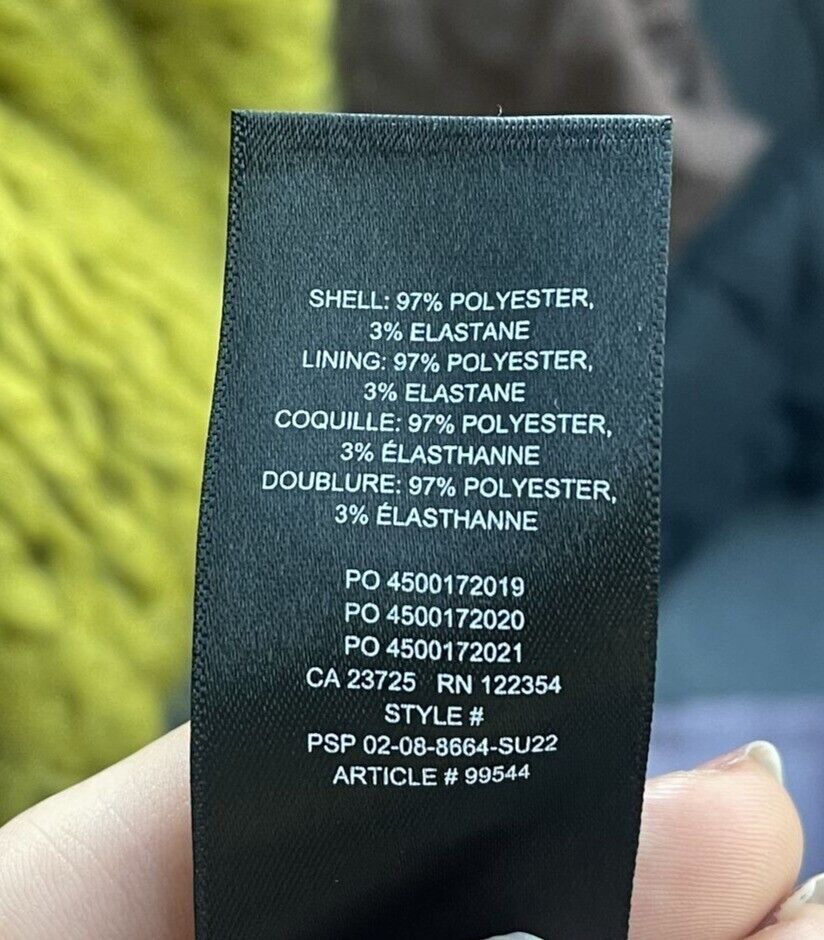 SHELL: 97% POLYESTER,
3% ELASTANE
LINING: 97% POLYESTER,
3% ELASTANE
COQUILLE: 97% POLYESTER,
3% ÉLASTHANNE
DOUBLURE: 97% POLYESTER,
3% ÉLASTHANNE
PO 4500172019
PO 4500172020
PO 4500172021
CA 23725 RN 122354
STYLE #
PSP 02-08-8664-SU22
ARTICLE # 99544